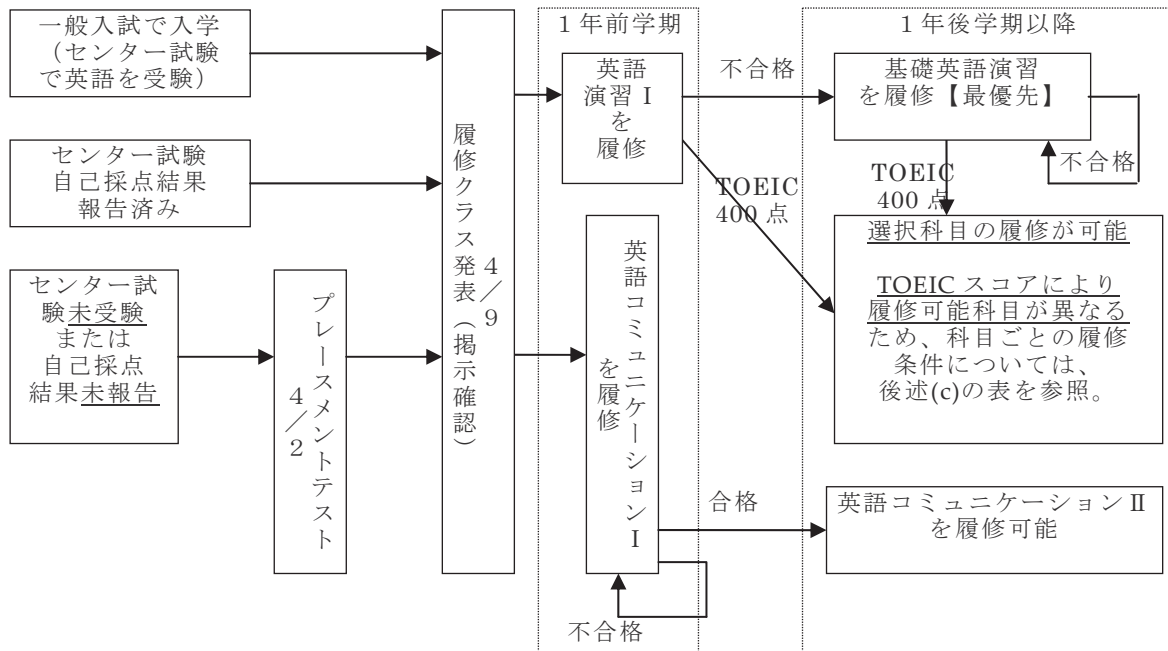 一般入試で入学
（センター試験
で英語を受験）
センター試験
自己採点結果
報告済み
センター試
験未受験
または
自己採点
結果未報告
プレースメントテスト
４／２
履修クラス発表（掲示確認）
４／９
１年前学期
英語
演習Ⅰ
を
履修
不合格
TOEIC
400 点
英語コミュニケーションⅠ
を履修
合格
不合格
１年後学期以降
基礎英語演習
を履修【最優先】
不合格
TOEIC
400 点
選択科目の履修が可能
TOEIC スコアにより
履修可能科目が異なる
ため、科目ごとの履修
条件については、
後述(c)の表を参照。
英語コミュニケーションⅡ
を履修可能